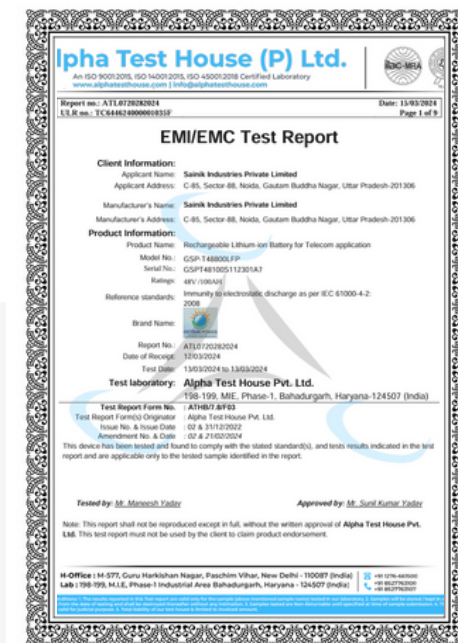 lpha Test House (P) Ltd.
An ISO 9001:2015, ISO 14001:2015, ISO 45001:2018 Certified Laboratory
www.alphatesthouse.com | info@alphatesthouse.com
ilac-MRA
Report no.: ATL0720282024 Date: 15/03/2024
ULR no.: TC644624000001035F Page 1 of 9
EMI/EMC Test Report
Client Information:
Applicant Name: Sainik Industries Private Limited
Applicant Address: C-85, Sector-88, Noida, Gautam Buddha Nagar, Uttar Pradesh-201306
Manufacturer's Name: Sainik Industries Private Limited
Manufacturer's Address: C-85, Sector-88, Noida, Gautam Buddha Nagar, Uttar Pradesh-201306
Product Information:
Product Name: Rechargeable Lithium-ion Battery for Telecom application
Model No.: GSP-T48800LFP
Serial No.: GSPT48100S112301A7
Ratings: 48V /100AH
Reference standards: Immunity to electrostatic discharge as per IEC 61000-4-2:
2008
Brand Name:
Report No.: ATL0720282024
Date of Receipt: 12/03/2024
Test Date: 13/03/2024 to 13/03/2024
Test laboratory: Alpha Test House Pvt. Ltd.
198-199, MIE, Phase-1, Bahadurgarh, Haryana-124507 (India)
Test Report Form No. : ATHB/7.8/F03
Test Report Form(s) Originator : Alpha Test House Pvt. Ltd.
Issue No. & Issue Date : 02 & 31/12/2022
Amendment No. & Date : 02 & 21/02/2024
This device has been tested and found to comply with the stated standard(s), and tests results indicated in the test
report and are applicable only to the tested sample identified in the report.
Tested by: Mr. Maneesh Yadav Approved by: Mr. Sunil Kumar Yadav
Note: This report shall not be reproduced except in full, without the written approval of Alpha Test House Pvt.
Ltd. This test report must not be used by the client to claim product endorsement.
H-Office : M-577, Guru Harkishan Nagar, Paschim Vihar, New Delhi - 110087 (India)
Lab : 198-199, M.I.E, Phase-1 Industrial Area Bahadurgarh, Haryana - 124507 (India)
+91 1276-661500
+91 8527763101
+91 8527763107